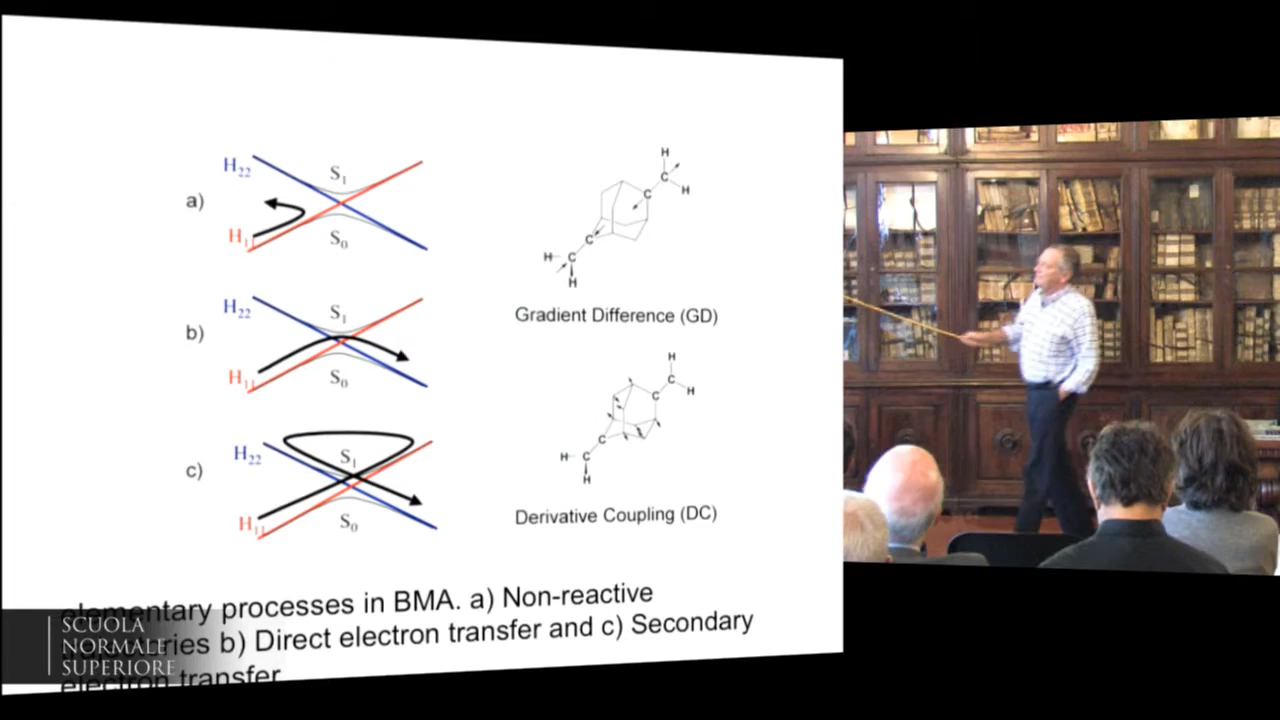 a)
H22
S1
H11
S0
b)
H22
S1
H11
S0
c)
H22
S1
H11
S0
H
C
H
C
C
H
C
H
Gradient Difference (GD)
H
C
H
C
C
H
C
H
Derivative Coupling (DC)
elementary processes in BMA. a) Non-reactive
b) Direct electron transfer and c) Secondary
electron transfer
SCUOLA
NORMALE
SUPERIORE